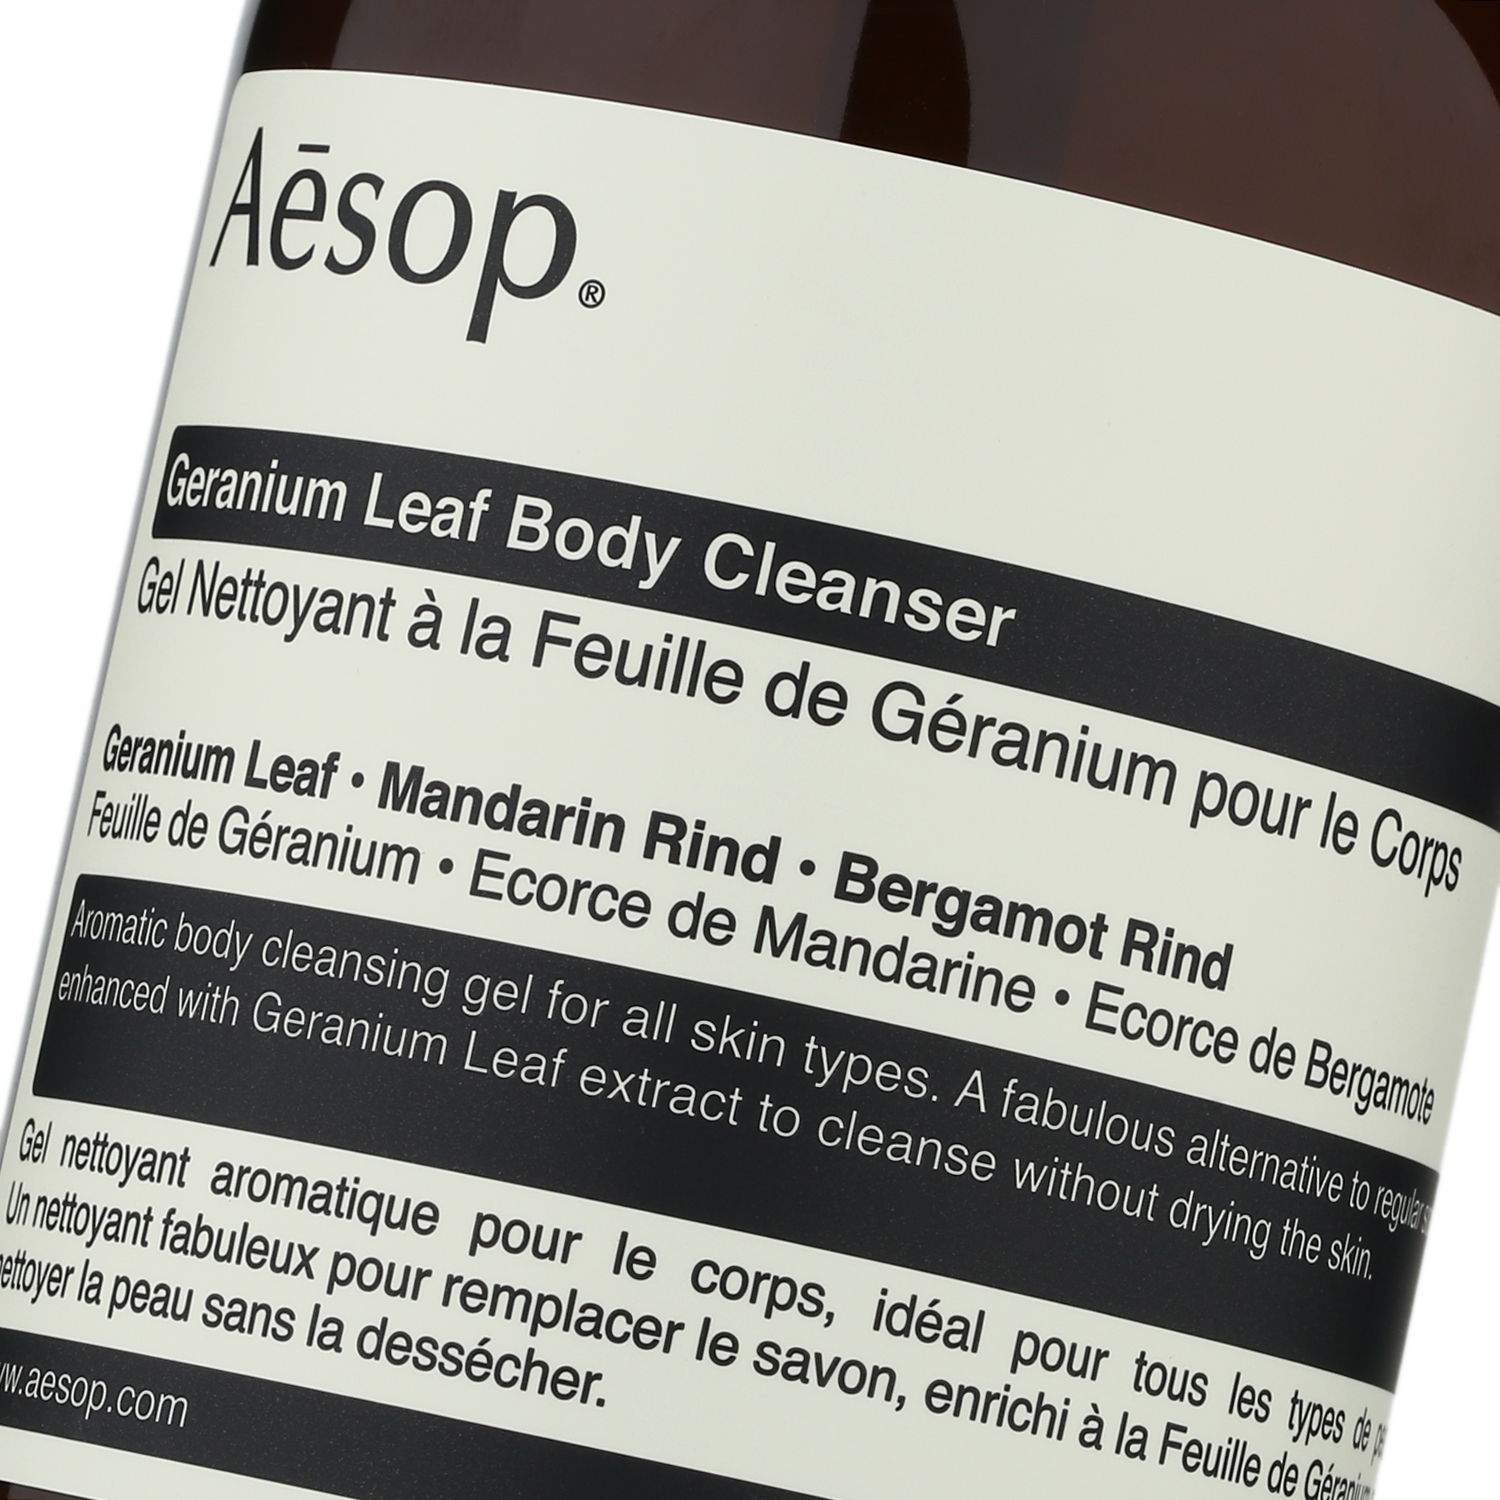 Aēsop®
Geranium Leaf Body Cleanser
Gel Nettoyant à la Feuille de Géranium pour le Corps
Geranium Leaf • Mandarin Rind • Bergamot Rind
Feuille de Géranium • Ecorce de Mandarine • Ecorce de Bergamote
Aromatic body cleansing gel for all skin types. A fabulous alternative to regular
enhanced with Geranium Leaf extract to cleanse without drying the skin.
Gel nettoyant aromatique pour le corps, idéal pour tous les types de
Un nettoyant fabuleux pour remplacer le savon, enrichi à la Feuille de
nettoyer la peau sans la dessécher.
www.aesop.com